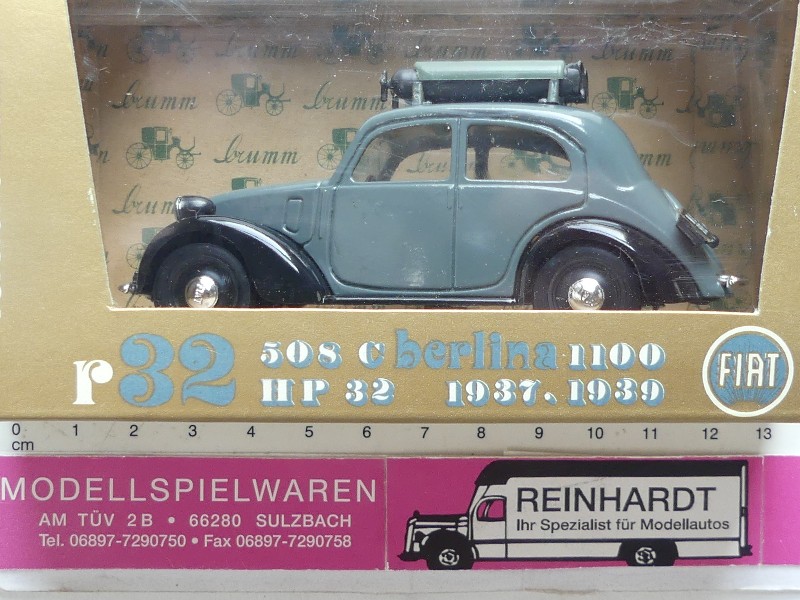 brumm brumm
brumm brumm
brumm brumm
r32 508 C berlina 1100
HP 32 1937.1939
FIAT
0 1 2 3 4 5 6 7 8 9 10 11 12 13
cm
MODELLSPIELWAREN
AM TÜV 2B • 66280 SULZBACH
Tel. 06897-7290750 • Fax 06897-7290758
REINHARDT
Ihr Spezialist für Modellautos